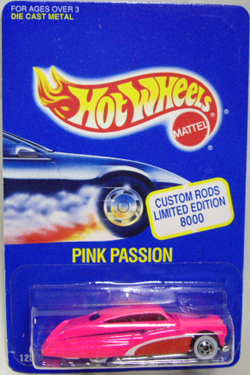 FOR AGES OVER 3
DIE CAST METAL
Hot Wheels
MATTEL
CUSTOM RODS
LIMITED EDITION
8000
PINK PASSION